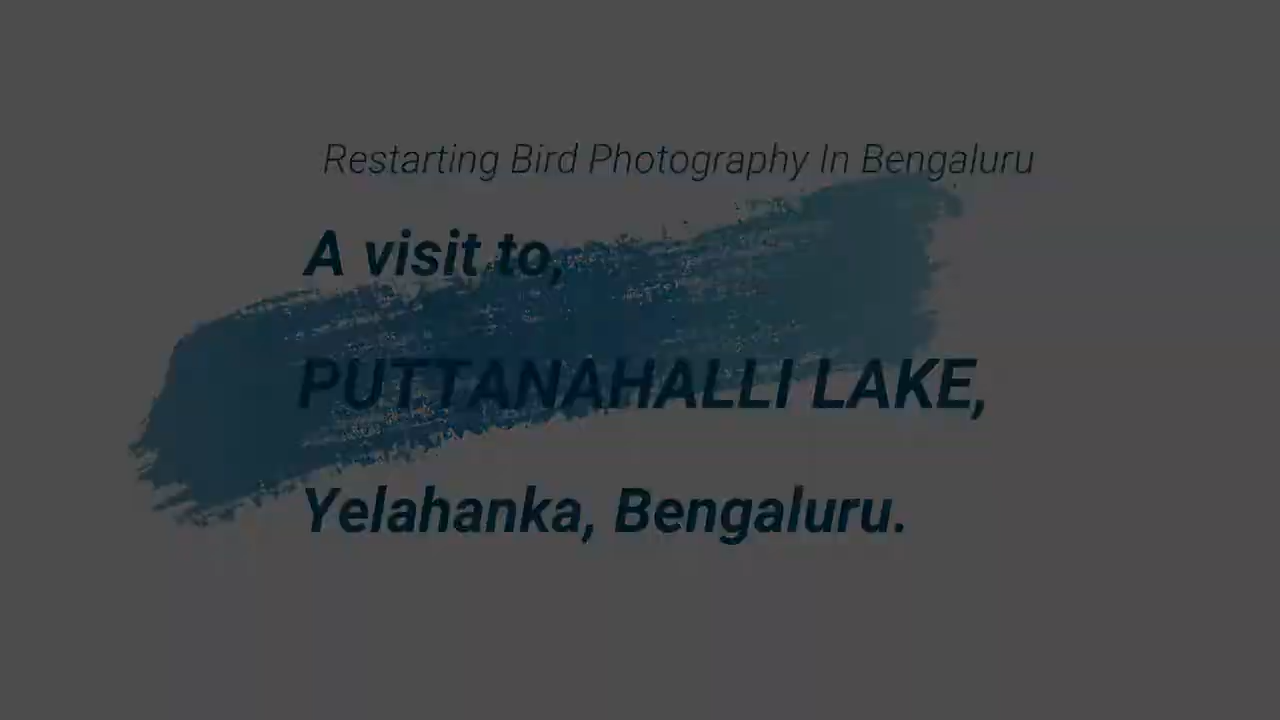 Restarting Bird Photography In Bengaluru
A visit to,
PUTTANAHALLI LAKE,
Yelahanka, Bengaluru.